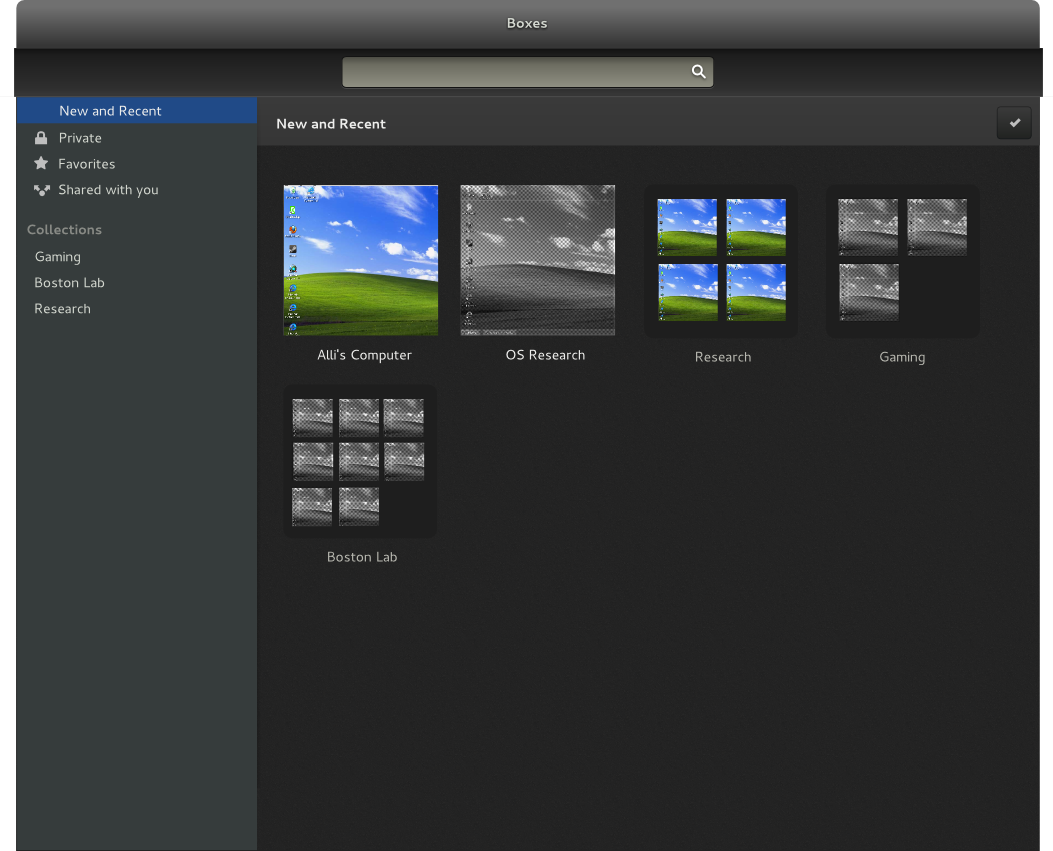 Boxes
New and Recent
Private
Favorites
Shared with you
Collections
Gaming
Boston Lab
Research
New and Recent
Alli's Computer
OS Research
Research
Gaming
Boston Lab